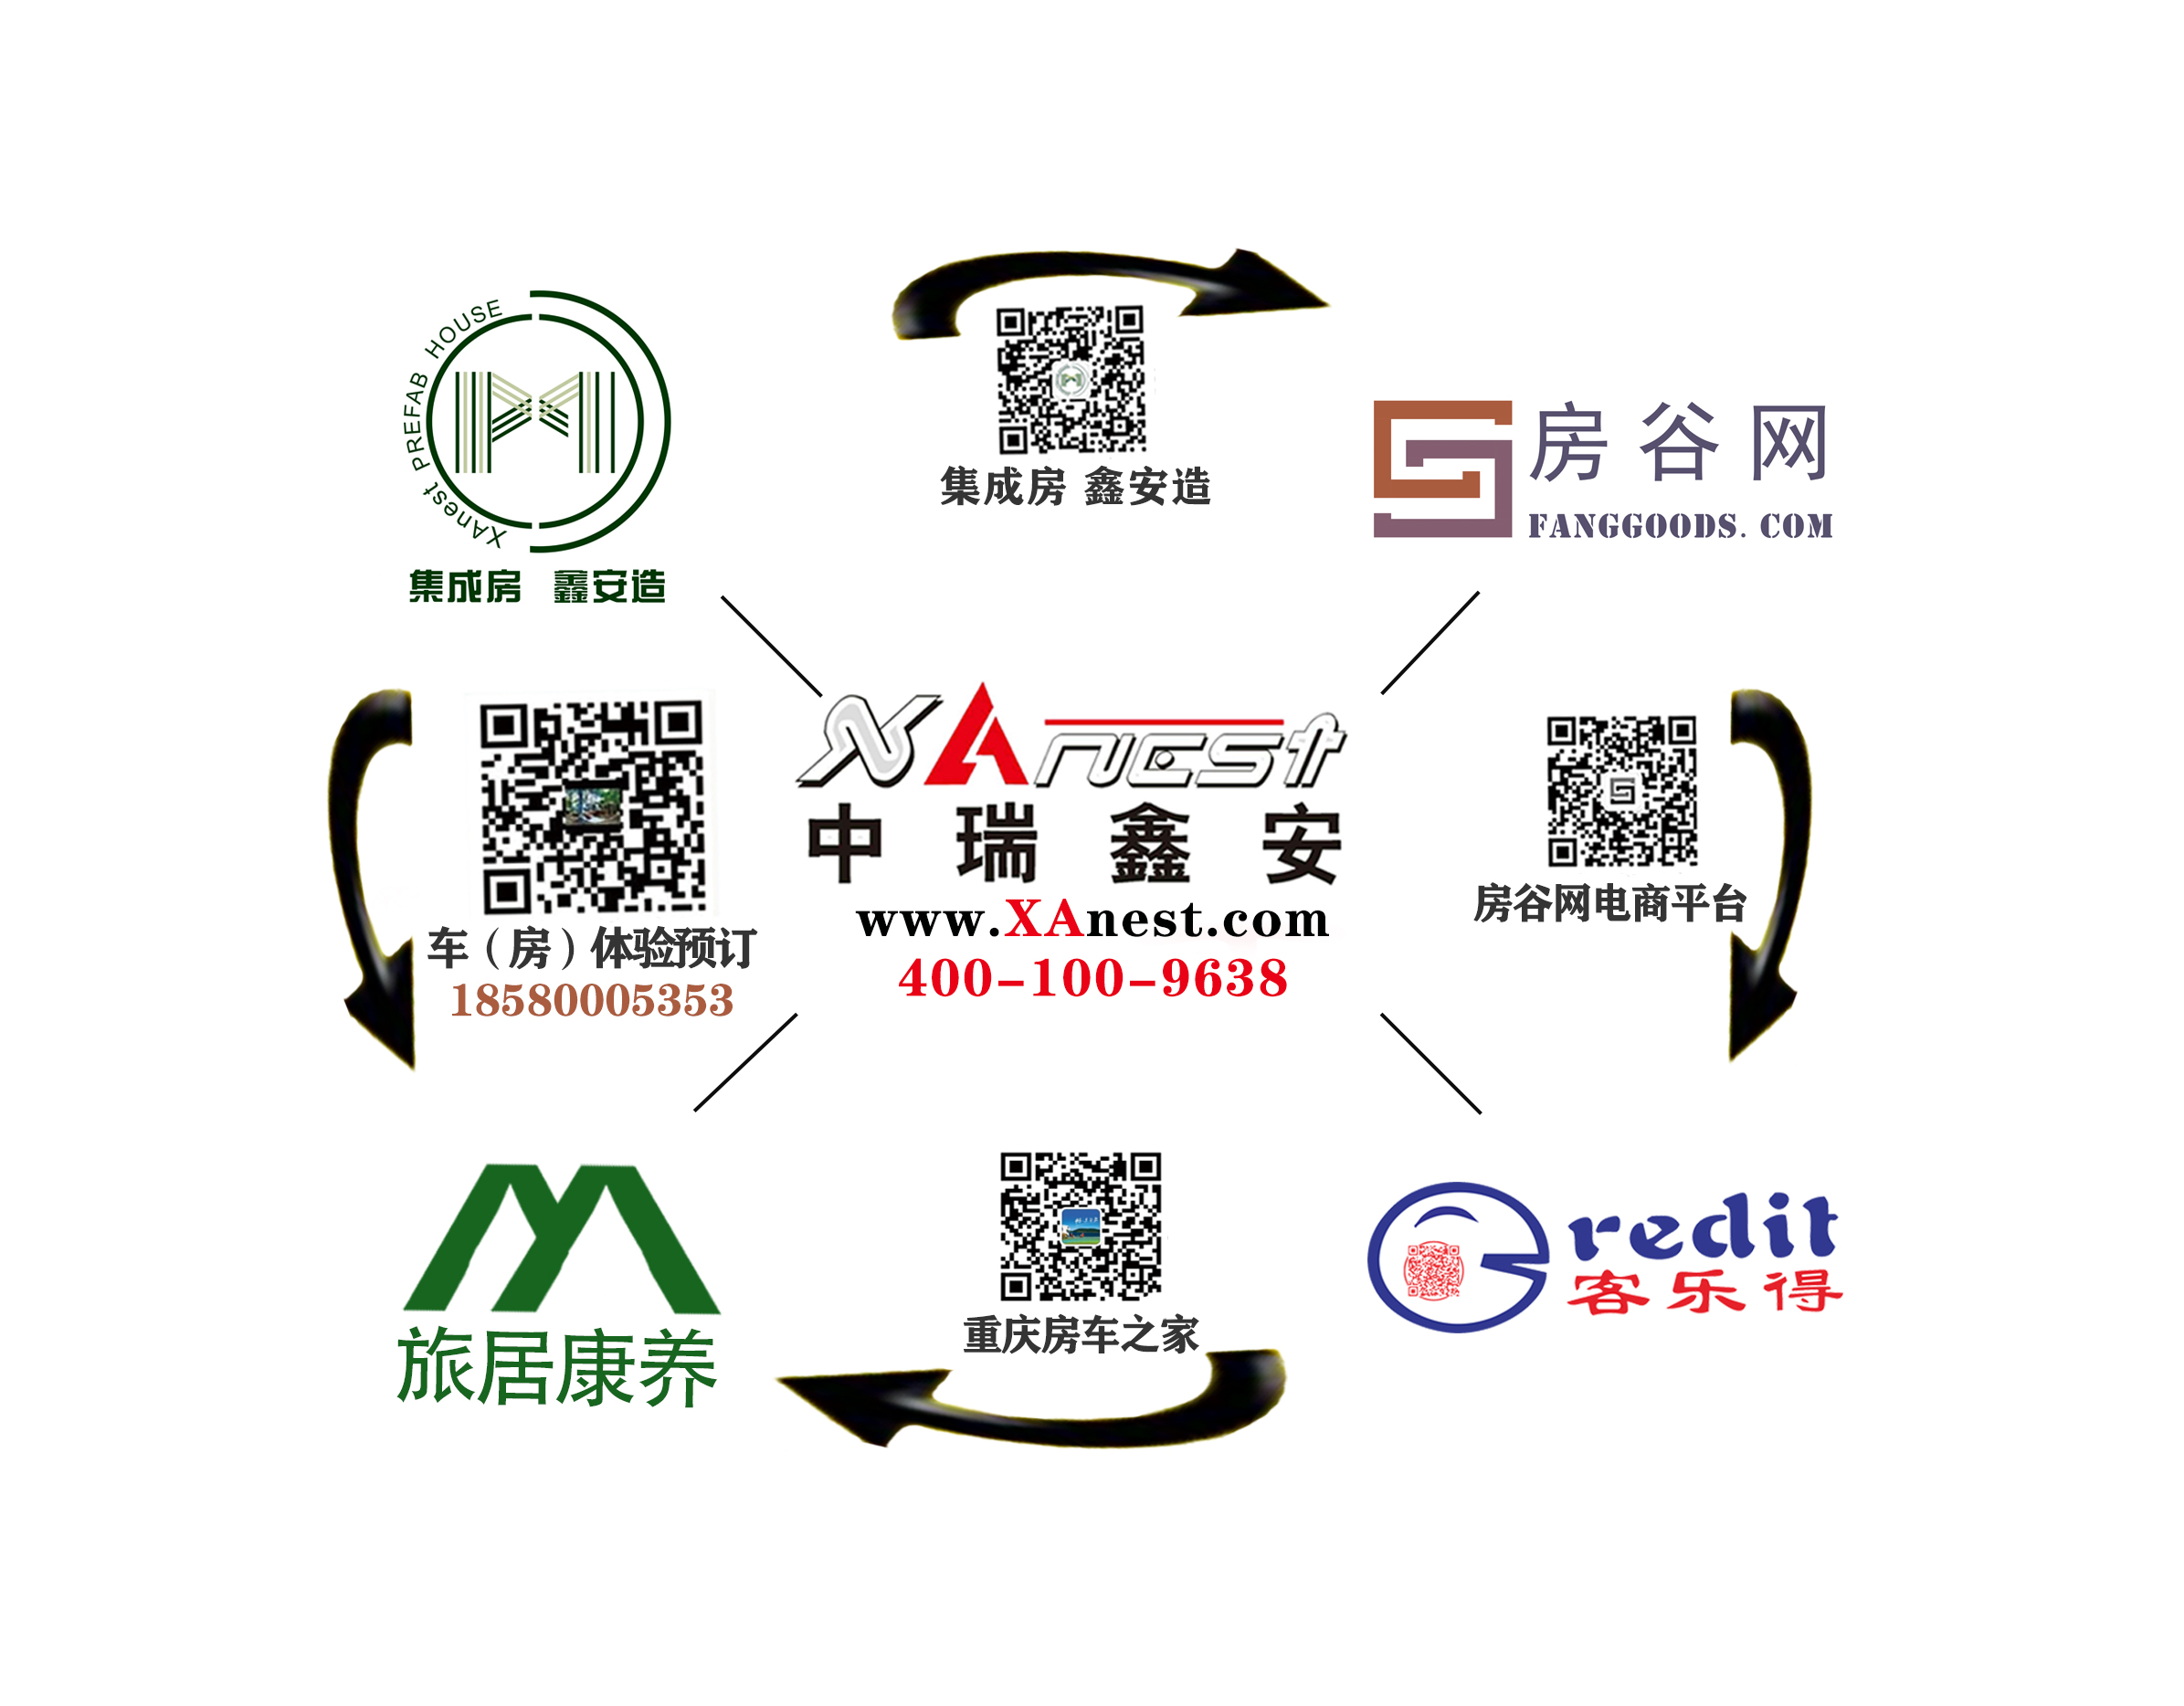 XAnest PREFAB HOUSE
集成房 鑫安造
集成房 鑫安造
房谷网
FANGGOODS.COM
车（房）体验预订
18580005353
XAnest
中瑞鑫安
www.XAnest.com
400-100-9638
房谷网电商平台
旅居康养
重庆房车之家
Credit
客乐得